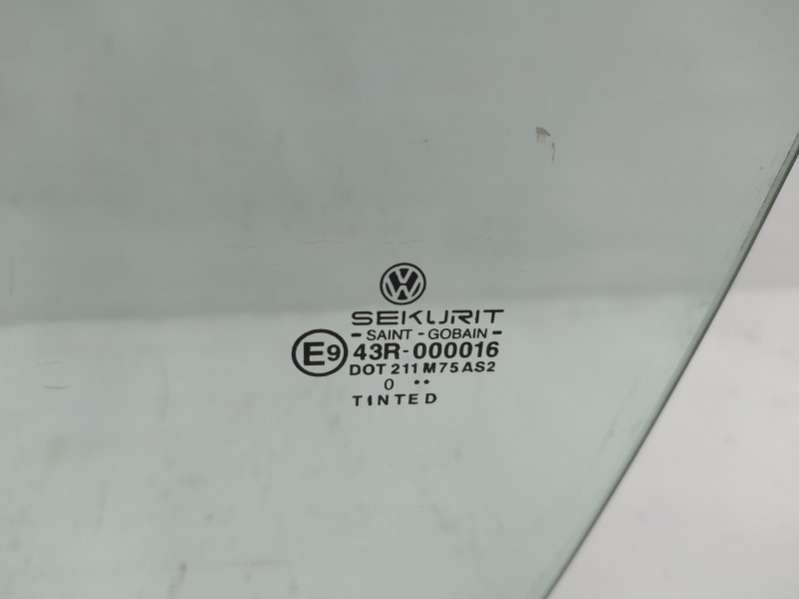 SEKURIT
- SAINT - GOBAIN -
E9 43R-000016
DOT 211 M75 AS2
0 ••
TINTED